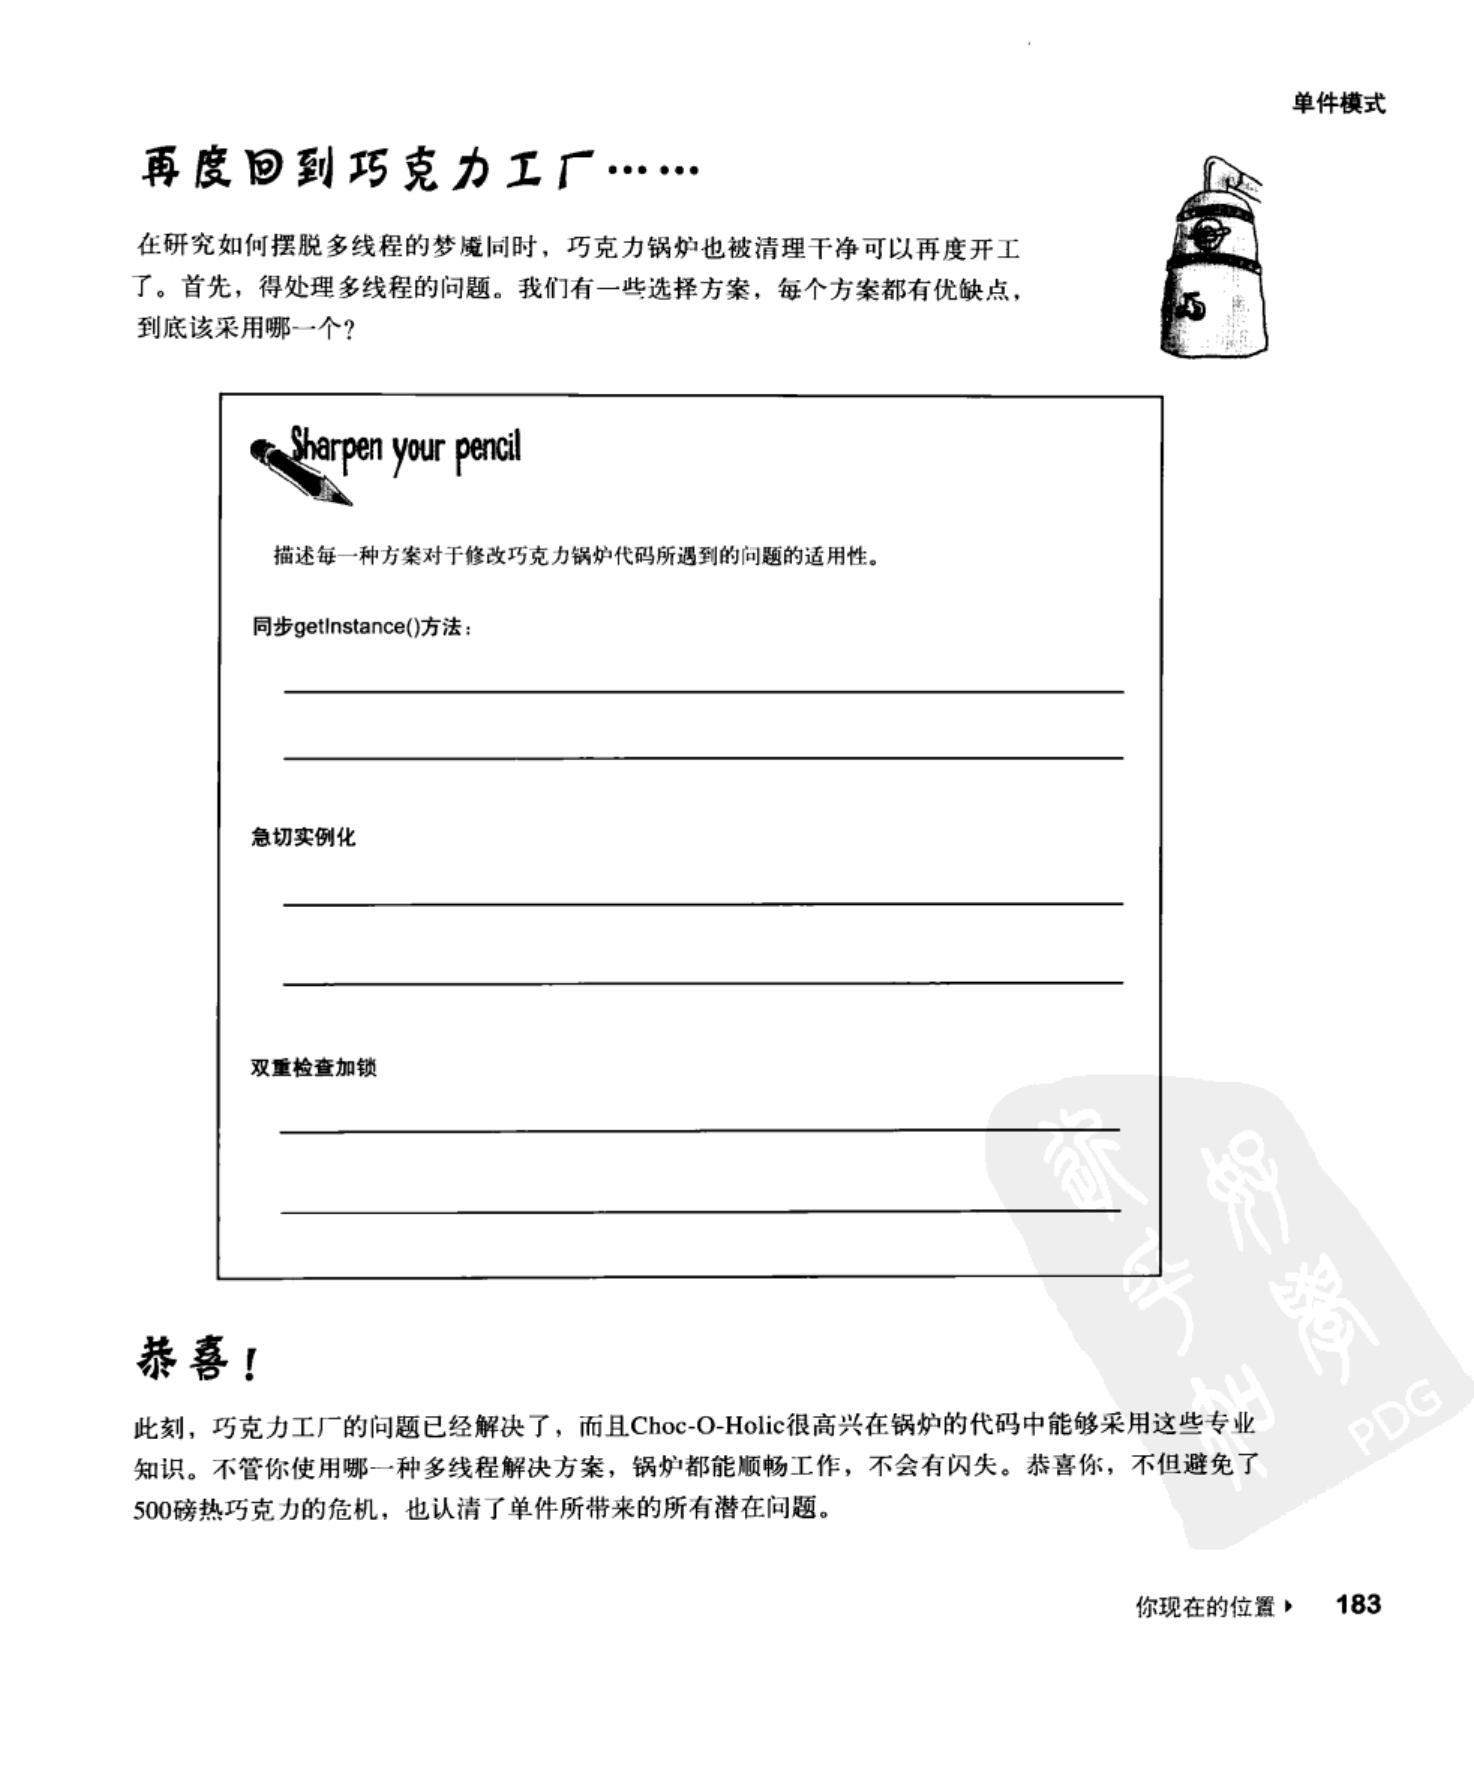 单件模式
再度回到巧克力工厂……
在研究如何摆脱多线程的梦魇同时，巧克力锅炉也被清理干净可以再度开工
了。首先，得处理多线程的问题。我们有一些选择方案，每个方案都有优缺点，
到底该采用哪一个？
巧
Sharpen your pencil
描述每一种方案对于修改巧克力锅炉代码所遇到的问题的适用性。
同步getInstance()方法：
急切实例化
双重检查加锁
恭喜！
此刻，巧克力工厂的问题已经解决了，而且Choc-O-Holic很高兴在锅炉的代码中能够采用这些专业
知识。不管你使用哪一种多线程解决方案，锅炉都能顺畅工作，不会有闪失。恭喜你，不但避免了
500磅热巧克力的危机，也认清了单件所带来的所有潜在问题。
PDG
你现在的位置 183